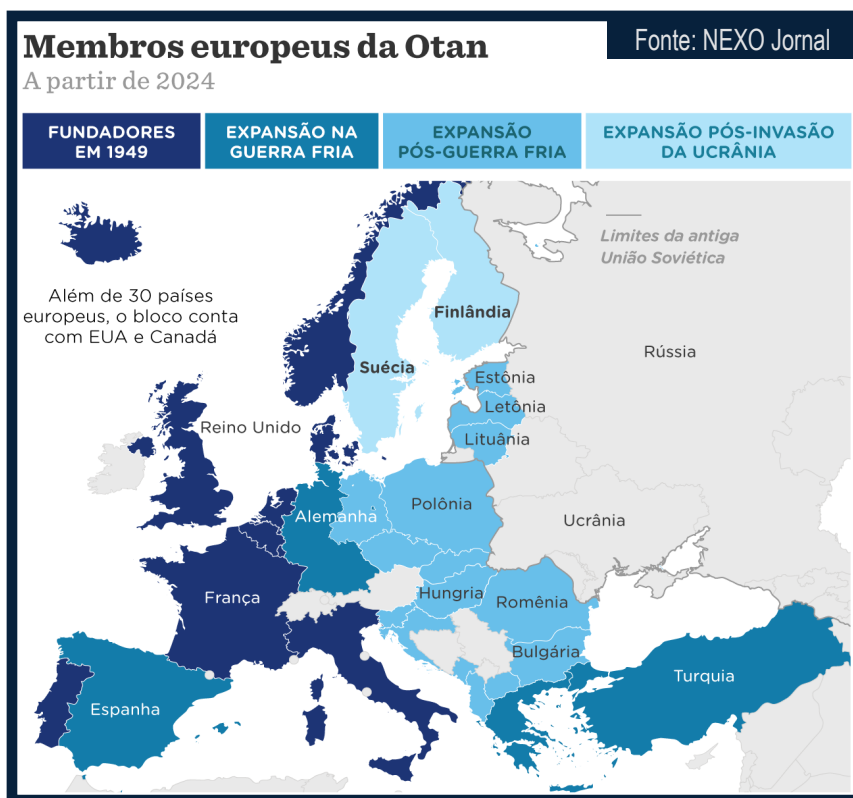 Membros europeus da Otan
Fonte: NEXO Jornal
A partir de 2024
FUNDADORES
EM 1949
EXPANSÃO NA
GUERRA FRIA
EXPANSÃO
PÓS-GUERRA FRIA
EXPANSÃO PÓS-INVASÃO
DA UCRÂNIA
Limites da antiga
União Soviética
Além de 30 países
europeus, o bloco conta
com EUA e Canadá
Finlândia
Rússia
Suécia
Estônia
Letônia
Reino Unido
Lituânia
Polônia
Alemanha
Ucrânia
França
Hungria
Romênia
Bulgária
Turquia
Espanha